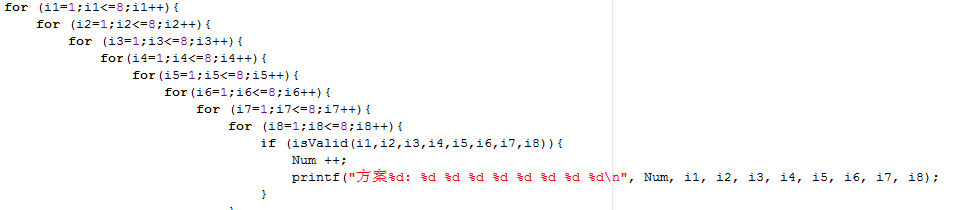 for (i1=1;i1<=8;i1++){
for (i2=1;i2<=8;i2++){
for (i3=1;i3<=8;i3++){
for(i4=1;i4<=8;i4++){
for(i5=1;i5<=8;i5++){
for(i6=1;i6<=8;i6++){
for (i7=1;i7<=8;i7++){
for (i8=1;i8<=8;i8++){
if (isValid(i1,i2,i3,i4,i5,i6,i7,i8)){
Num ++;
printf("方案%d: %d %d %d %d %d %d %d %d\n", Num, i1, i2, i3, i4, i5, i6, i7, i8);
}